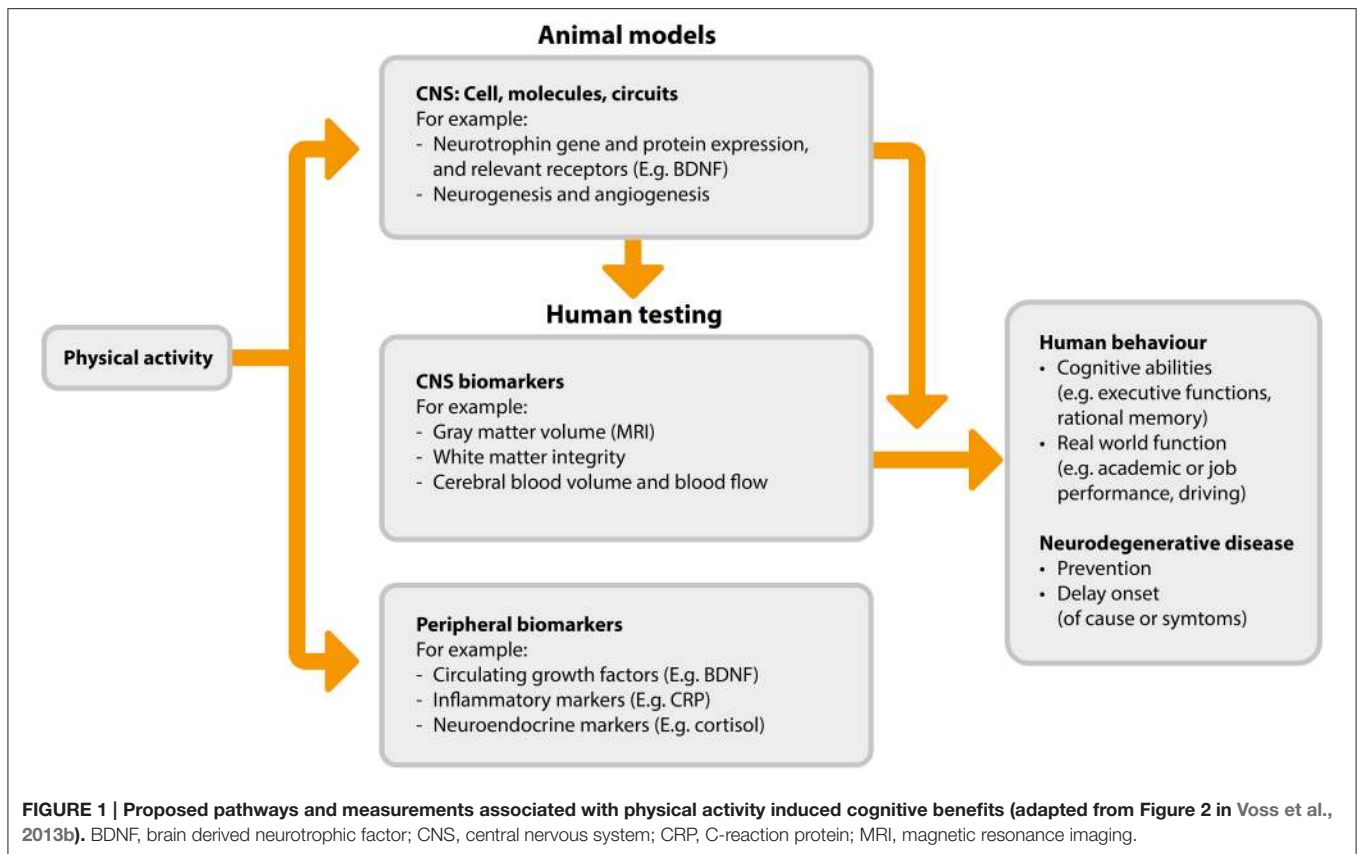 Animal models
CNS: Cell, molecules, circuits
For example:
- Neurotrophin gene and protein expression,
and relevant receptors (E.g. BDNF)
- Neurogenesis and angiogenesis
Human testing
Physical activity
CNS biomarkers
For example:
- Gray matter volume (MRI)
- White matter integrity
- Cerebral blood volume and blood flow
Peripheral biomarkers
For example:
- Circulating growth factors (E.g. BDNF)
- Inflammatory markers (E.g. CRP)
- Neuroendocrine markers (E.g. cortisol)
Human behaviour
• Cognitive abilities
(e.g. executive functions,
rational memory)
• Real world function
(e.g. academic or job
performance, driving)
Neurodegenerative disease
• Prevention
• Delay onset
(of cause or symtoms)
FIGURE 1 | Proposed pathways and measurements associated with physical activity induced cognitive benefits (adapted from Figure 2 in Voss et al.,
2013b). BDNF, brain derived neurotrophic factor; CNS, central nervous system; CRP, C-reaction protein; MRI, magnetic resonance imaging.